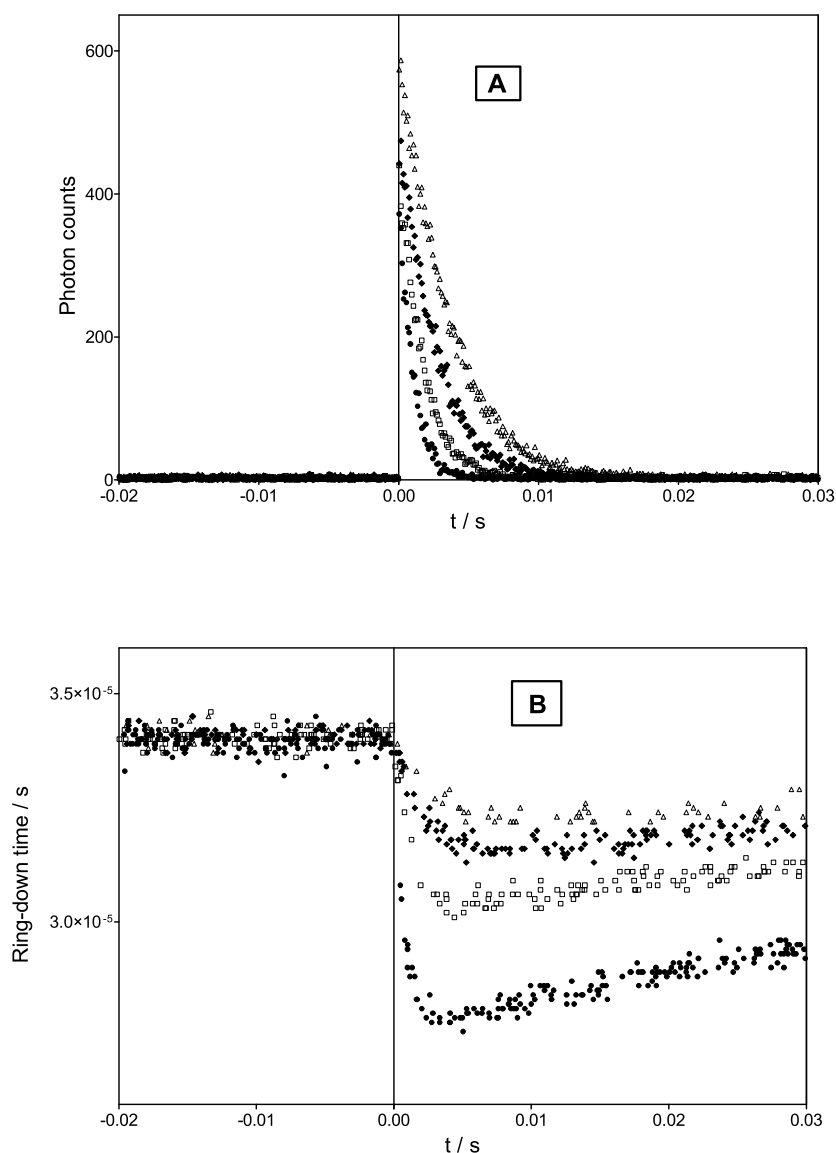 A
600
400
200
0
Photon counts
-0.02 -0.01 0.00 0.01 0.02 0.03
t / s
B
3.5×10⁻⁵
3.0×10⁻⁵
Ring-down time / s
-0.02 -0.01 0.00 0.01 0.02 0.03
t / s